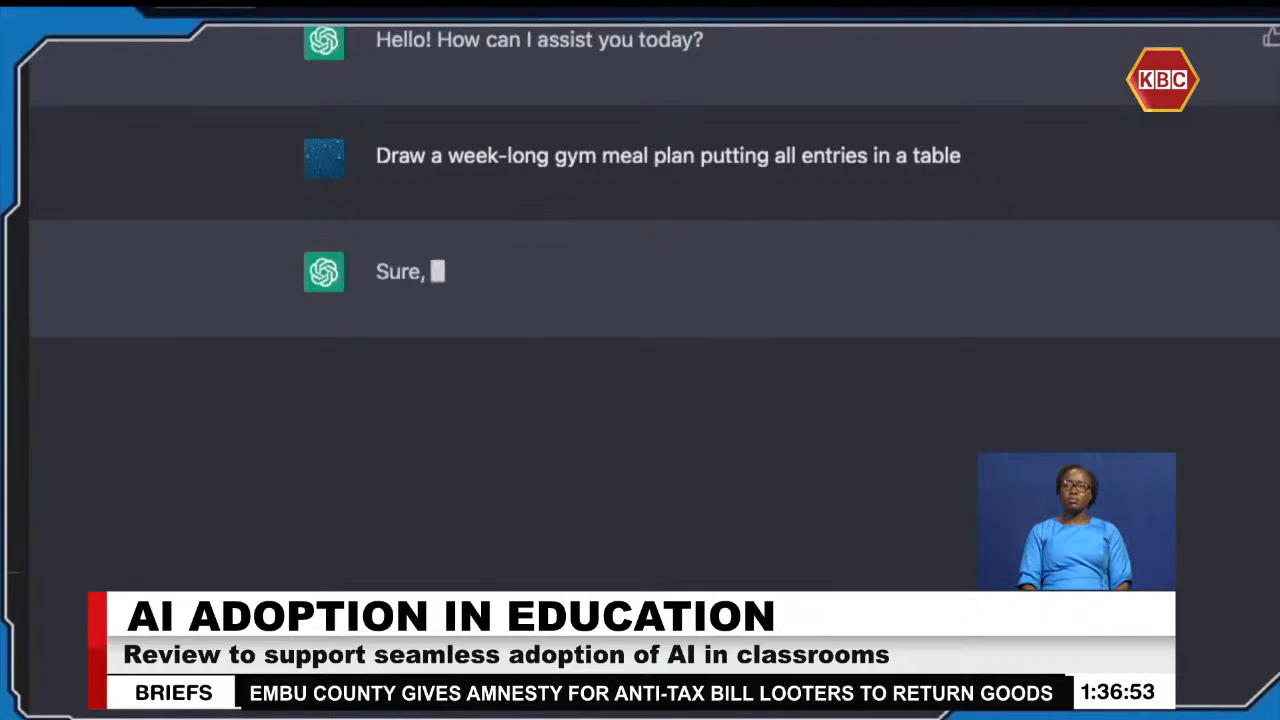 Hello! How can I assist you today?
KBC
Draw a week-long gym meal plan putting all entries in a table
Sure,
AI ADOPTION IN EDUCATION
Review to support seamless adoption of AI in classrooms
BRIEFS EMBU COUNTY GIVES AMNESTY FOR ANTI-TAX BILL LOOTERS TO RETURN GOODS 1:36:53